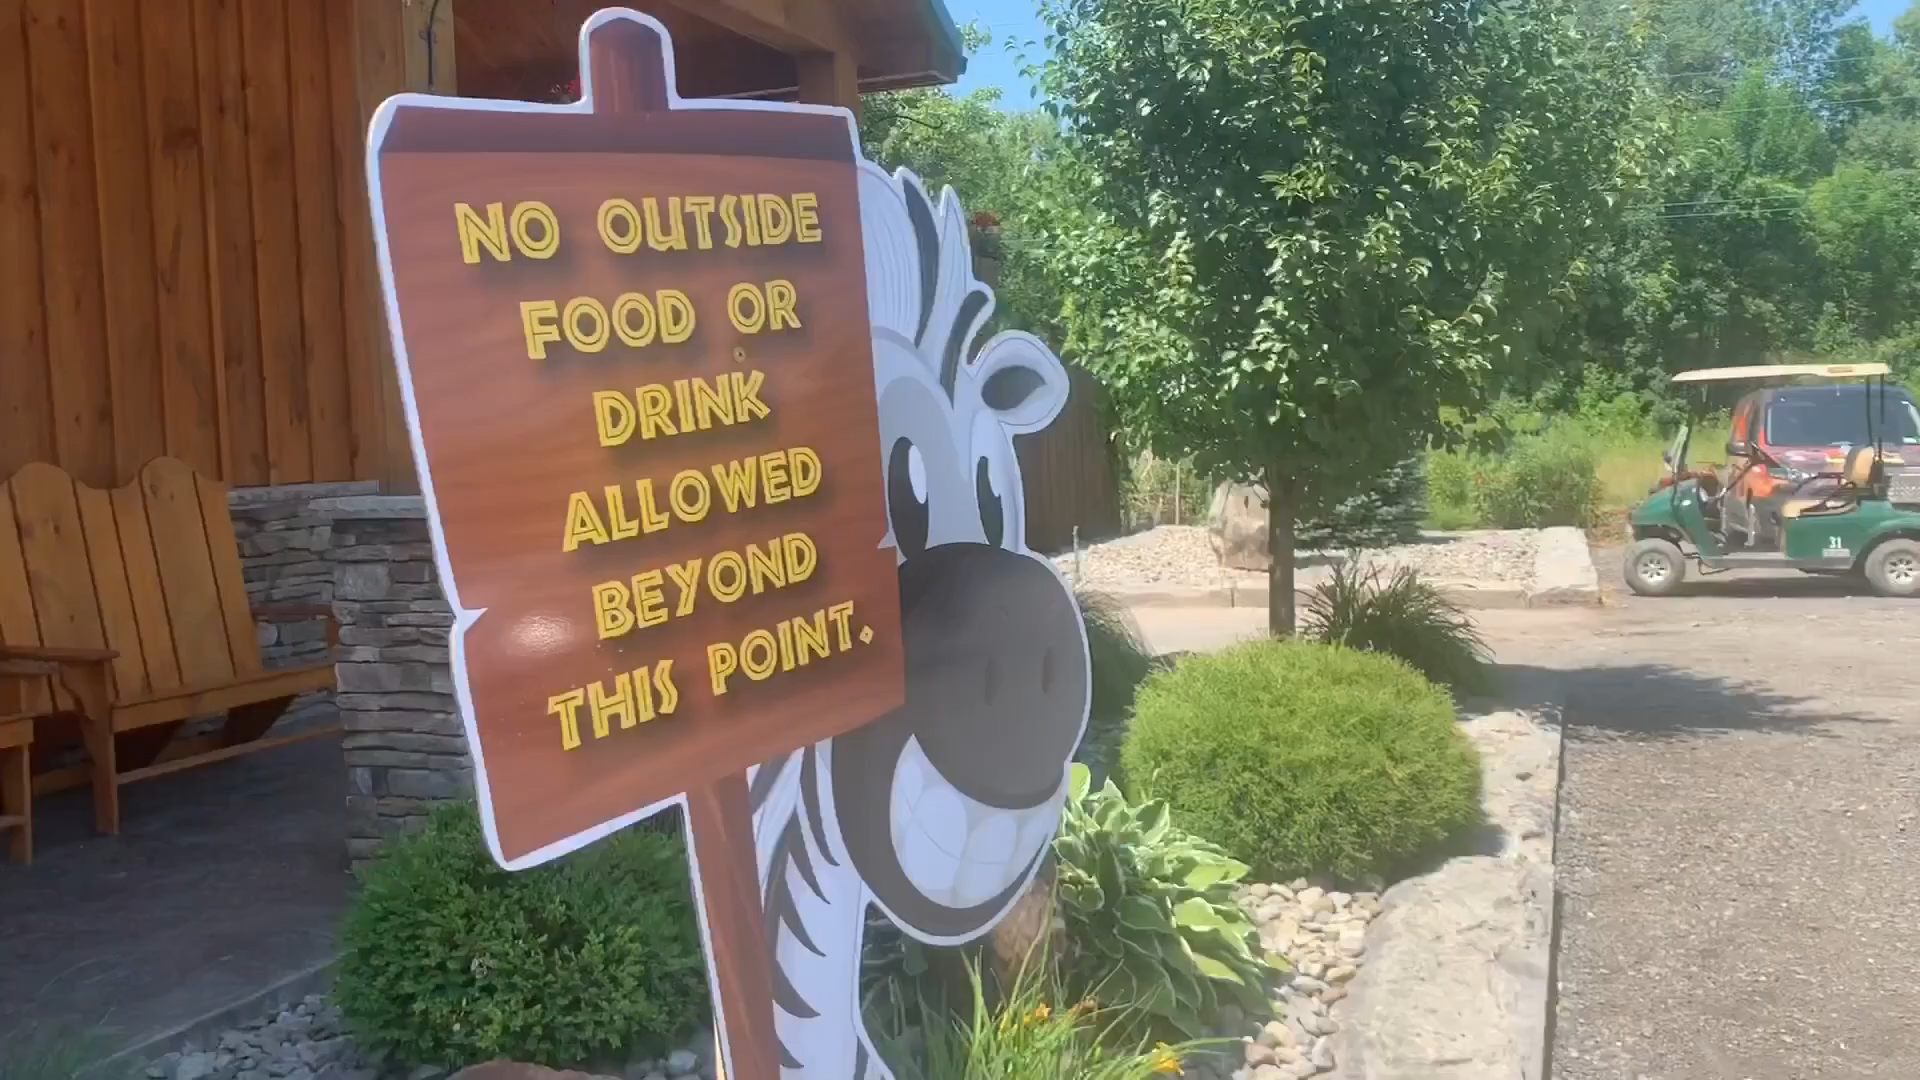 NO OUTSIDE
FOOD OR
DRINK
ALLOWED
BEYOND
THIS POINT.
31